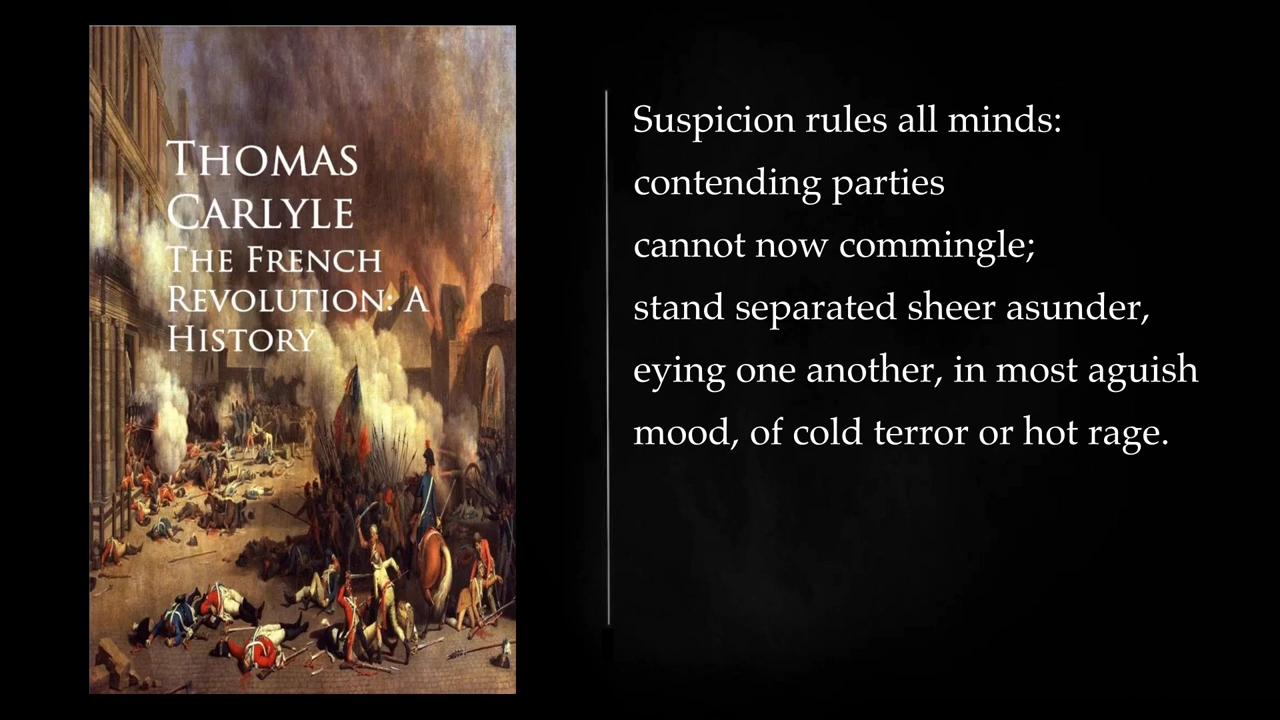 THOMAS
CARLYLE
THE FRENCH
REVOLUTION: A
HISTORY
Suspicion rules all minds:
contending parties
cannot now commingle;
stand separated sheer asunder,
eying one another, in most aguish
mood, of cold terror or hot rage.